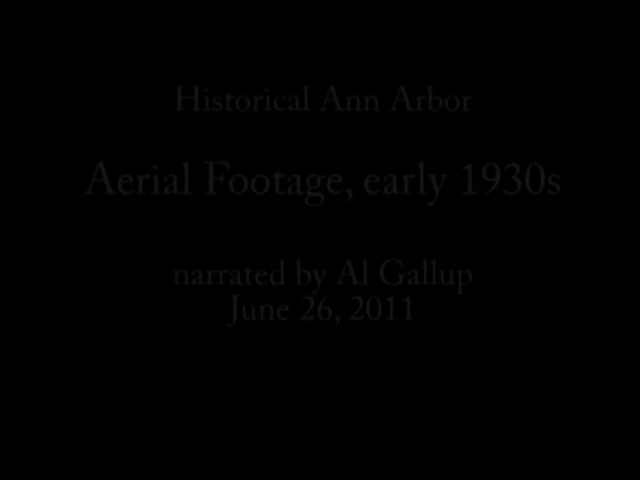 Historical Ann Arbor
Aerial Footage, early 1930s
narrated by Al Gallup
June 26, 2011